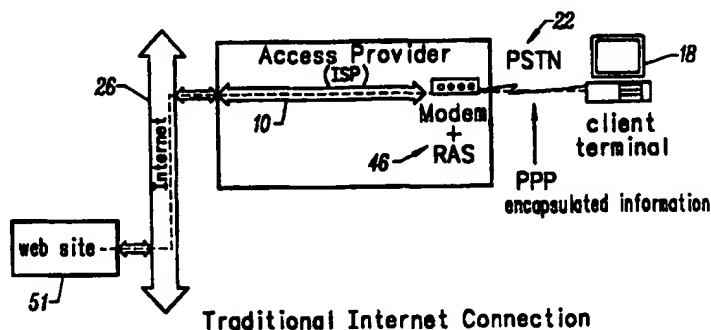 Access Provider
(ISP)
22
PSTN
18
26
10
Modem
+
RAS
46
client
terminal
PPP
encapsulated information
Internet
web site
51
Traditional Internet Connection